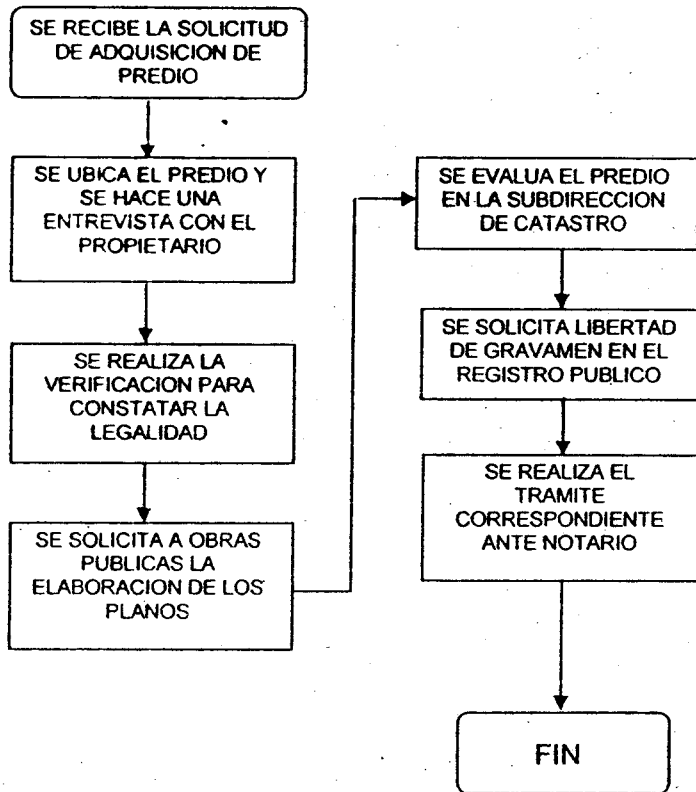 SE RECIBE LA SOLICITUD
DE ADQUISICION DE
PREDIO
SE UBICA EL PREDIO Y
SE HACE UNA
ENTREVISTA CON EL
PROPIETARIO
SE REALIZA LA
VERIFICACION PARA
CONSTATAR LA
LEGALIDAD
SE SOLICITA A OBRAS
PUBLICAS LA
ELABORACION DE LOS
PLANOS
SE EVALUA EL PREDIO
EN LA SUBDIRECCION
DE CATASTRO
SE SOLICITA LIBERTAD
DE GRAVAMEN EN EL
REGISTRO PUBLICO
SE REALIZA EL
TRAMITE
CORRESPONDIENTE
ANTE NOTARIO
FIN